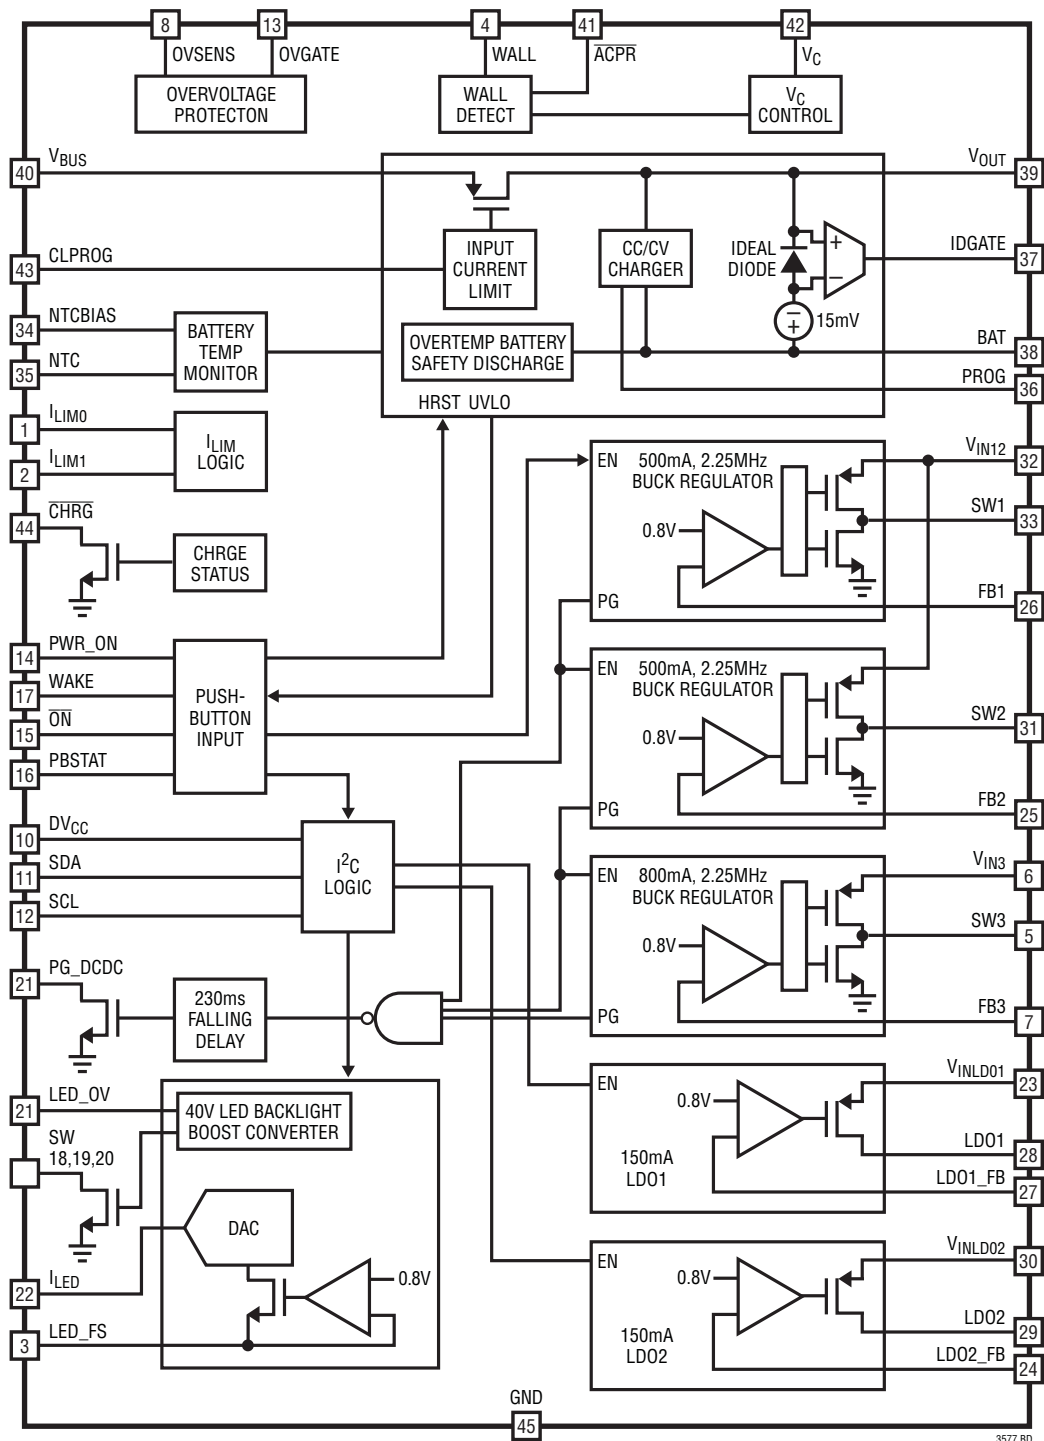 8
13
4
41
42
OVSENS
OVGATE
WALL
ACPR
VC
OVERVOLTAGE
PROTECTON
WALL
DETECT
VC
CONTROL
40
VBUS
VOUT
39
43
CLPROG
INPUT
CURRENT
LIMIT
CC/CV
CHARGER
IDEAL
DIODE
+
–
IDGATE
37
–
+
15mV
34
NTCBIAS
35
NTC
BATTERY
TEMP
MONITOR
OVERTEMP BATTERY
SAFETY DISCHARGE
BAT
38
PROG
36
HRST UVLO
1
ILIM0
2
ILIM1
ILIM
LOGIC
44
CHRG
CHRGE
STATUS
EN
500mA, 2.25MHz
BUCK REGULATOR
0.8V
PG
VIN12
32
SW1
33
FB1
26
14
PWR_ON
17
WAKE
15
ON
16
PBSTAT
PUSH-
BUTTON
INPUT
EN
500mA, 2.25MHz
BUCK REGULATOR
0.8V
PG
SW2
31
FB2
25
10
DVCC
11
SDA
12
SCL
I2C
LOGIC
EN
800mA, 2.25MHz
BUCK REGULATOR
0.8V
PG
VIN3
6
SW3
5
FB3
7
21
PG_DCDC
230ms
FALLING
DELAY
21
LED_OV
SW
18,19,20
40V LED BACKLIGHT
BOOST CONVERTER
DAC
0.8V
22
ILED
3
LED_FS
EN
0.8V
150mA
LDO1
VINLDO1
23
LDO1
28
LDO1_FB
27
EN
0.8V
150mA
LDO2
VINLDO2
30
LDO2
29
LDO2_FB
24
GND
45
3577 BD